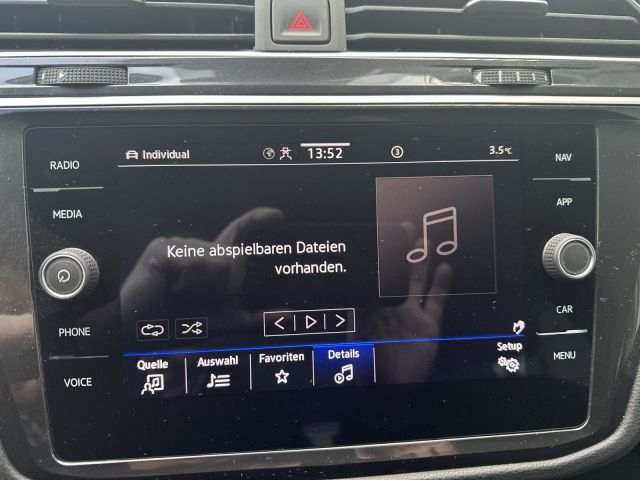 RADIO
MEDIA
PHONE
VOICE
Individual
13:52
3
3.5°C
Keine abspielbaren Dateien
vorhanden.
Quelle
Auswahl
Favoriten
Details
Setup
NAV
APP
CAR
MENU